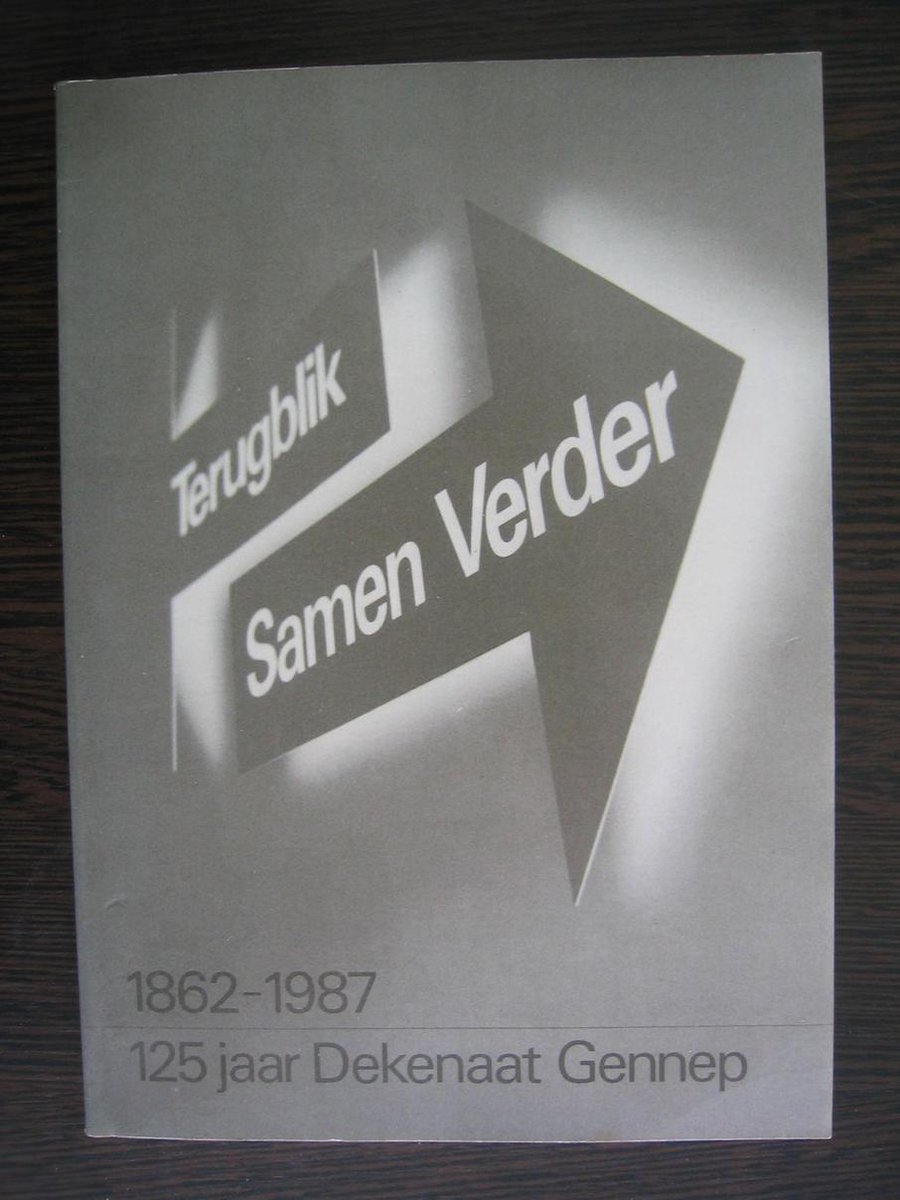 Terugblik
Samen Verder
1862-1987
125 jaar Dekenaat Gennep